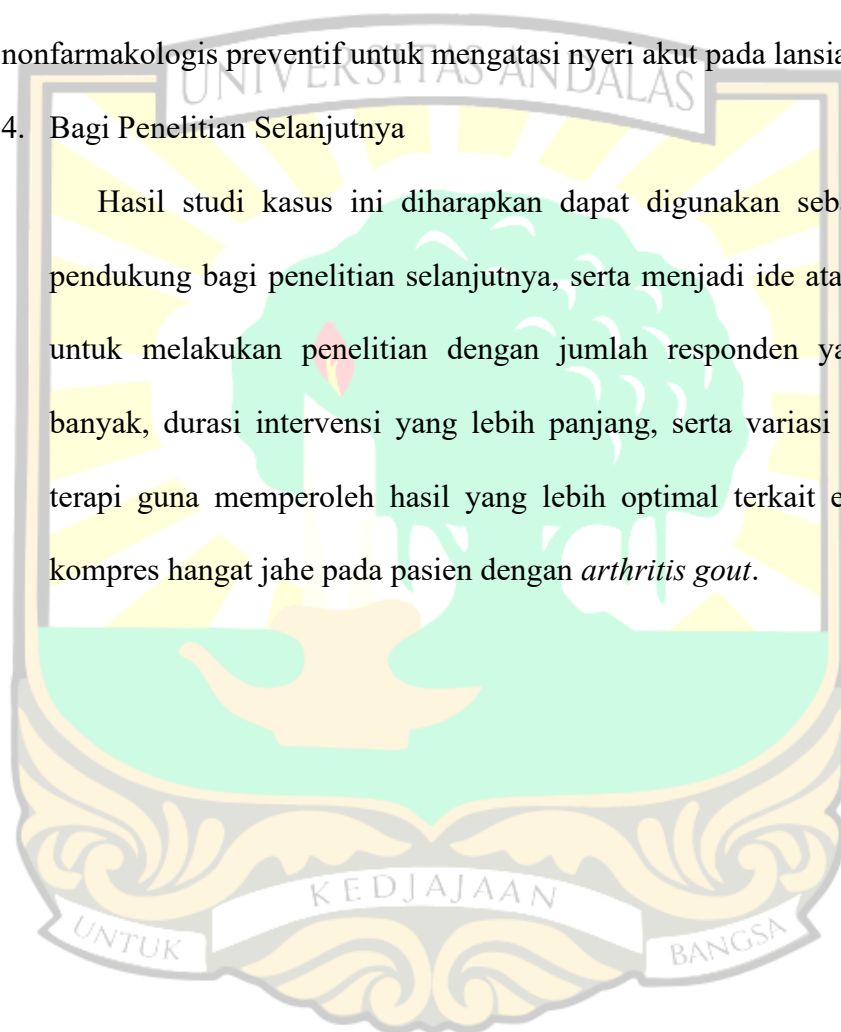 nonfarmakologis preventif untuk mengatasi nyeri akut pada lansia
UNIVERSITAS ANDALAS
4. Bagi Penelitian Selanjutnya
Hasil studi kasus ini diharapkan dapat digunakan seb
pendukung bagi penelitian selanjutnya, serta menjadi ide ata
untuk melakukan penelitian dengan jumlah responden ya
banyak, durasi intervensi yang lebih panjang, serta variasi
terapi guna memperoleh hasil yang lebih optimal terkait e
kompres hangat jahe pada pasien dengan arthritis gout.
KEDJAJAAN
UNTUK
BANGSA